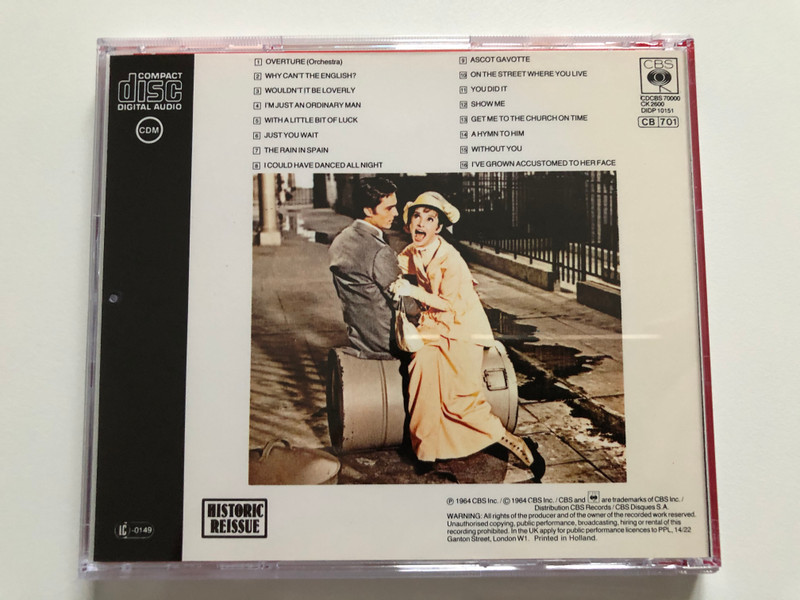 COMPACT
disc
DIGITAL AUDIO
CDM
1 OVERTURE (Orchestra)
2 WHY CAN'T THE ENGLISH?
3 WOULDN'T IT BE LOVERLY
4 I'M JUST AN ORDINARY MAN
5 WITH A LITTLE BIT OF LUCK
6 JUST YOU WAIT
7 THE RAIN IN SPAIN
8 I COULD HAVE DANCED ALL NIGHT
9 ASCOT GAVOTTE
10 ON THE STREET WHERE YOU LIVE
11 YOU DID IT
12 SHOW ME
13 GET ME TO THE CHURCH ON TIME
14 A HYMN TO HIM
15 WITHOUT YOU
16 I'VE GROWN ACCUSTOMED TO HER FACE
CBS
CDCBS 70000
CK 2600
DIDP 10151
CB 701
LC -0149
HISTORIC
REISSUE
℗ 1964 CBS Inc. / © 1964 CBS Inc. / CBS and are trademarks of CBS Inc. /
Distribution CBS Records / CBS Disques S.A.
WARNING: All rights of the producer and of the owner of the recorded work reserved.
Unauthorised copying, public performance, broadcasting, hiring or rental of this
recording prohibited. In the UK apply for public performance licences to PPL, 14/22
Ganton Street, London W1. Printed in Holland.